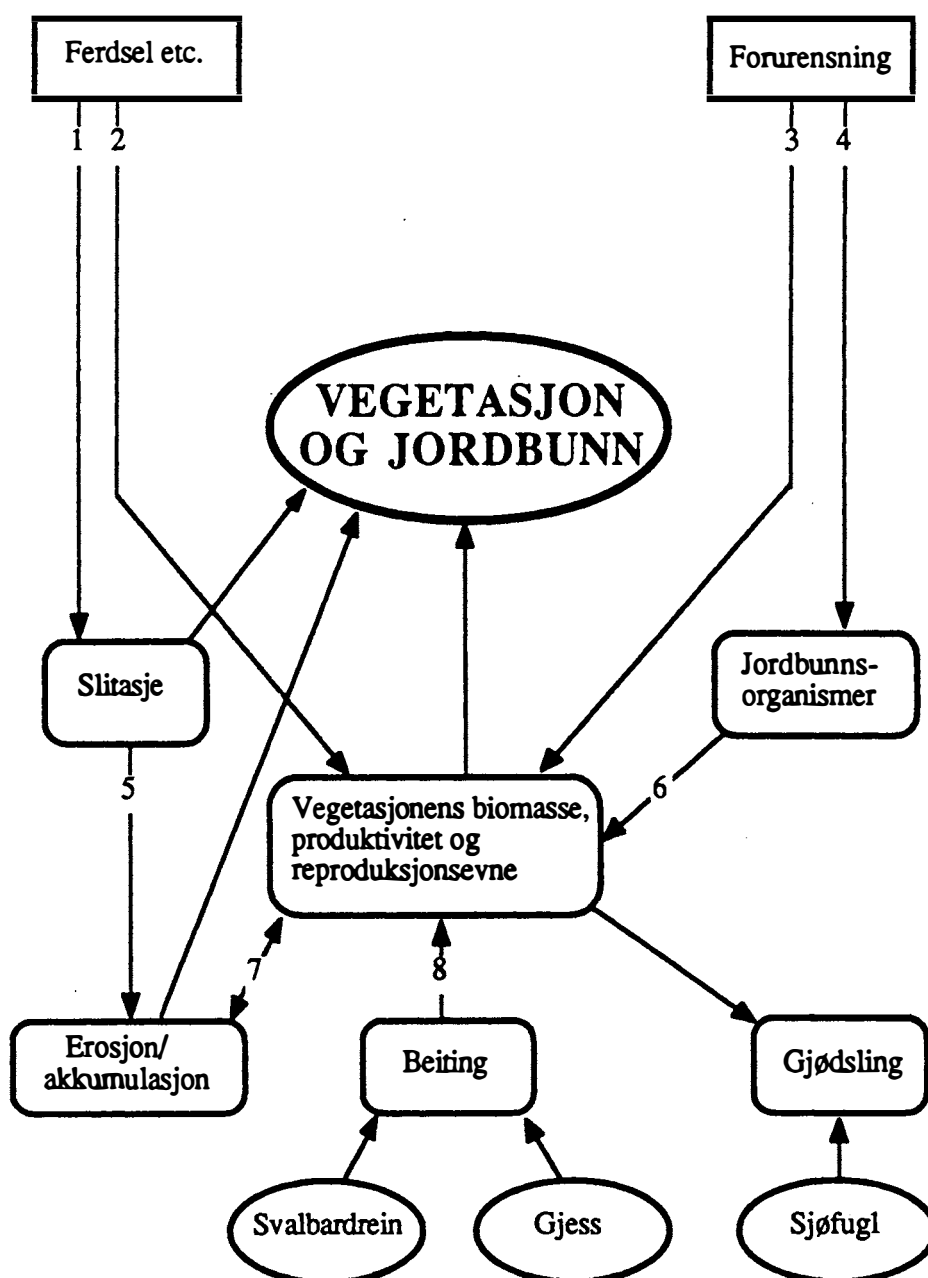 Ferdsel etc.
Forurensning
1
2
3
4
VEGETASJON
OG JORDBUNN
Slitasje
Jordbunns-
organismer
5
6
Vegetasjonens biomasse,
produktivitet og
reproduksjonsevne
7
8
Erosjon/
akkumulasjon
Beiting
Gjødsling
Svalbardrein
Gjess
Sjøfugl